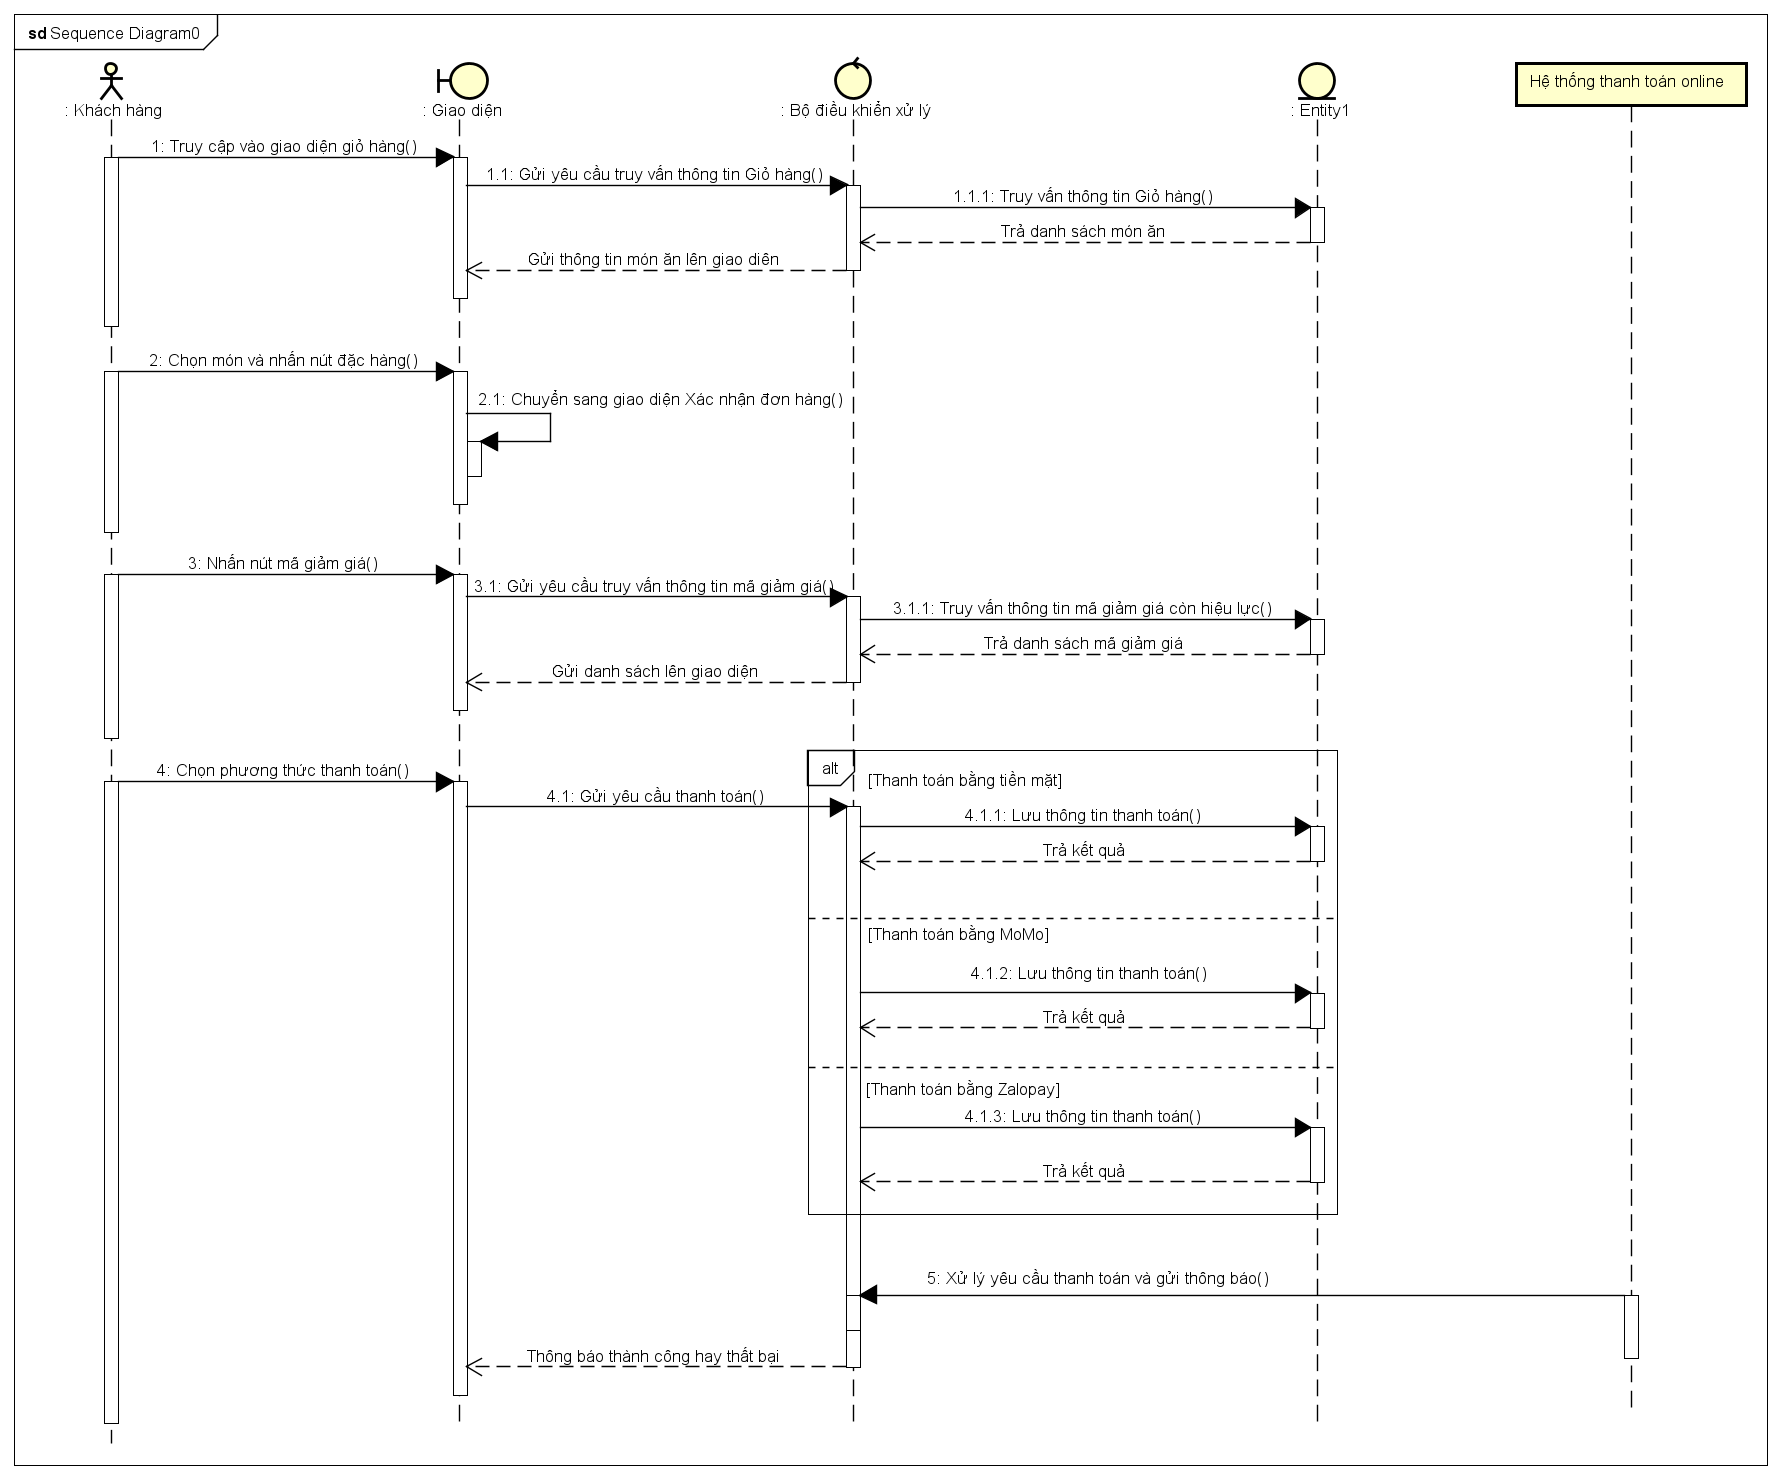 sd Sequence Diagram0
Hệ thống thanh toán online
: Khách hàng
: Giao diện
: Bộ điều khiển xử lý
: Entity1
1: Truy cập vào giao diện giỏ hàng()
1.1: Gửi yêu cầu truy vấn thông tin Giỏ hàng()
1.1.1: Truy vấn thông tin Giỏ hàng()
Trả danh sách món ăn
Gửi thông tin món ăn lên giao diên
2: Chọn món và nhấn nút đặc hàng()
2.1: Chuyển sang giao diện Xác nhận đơn hàng()
3: Nhấn nút mã giảm giá()
3.1: Gửi yêu cầu truy vấn thông tin mã giảm giá()
3.1.1: Truy vấn thông tin mã giảm giá còn hiệu lực()
Trả danh sách mã giảm giá
Gửi danh sách lên giao diện
alt
[Thanh toán bằng tiền mặt]
4: Chọn phương thức thanh toán()
4.1: Gửi yêu cầu thanh toán()
4.1.1: Lưu thông tin thanh toán()
Trả kết quả
[Thanh toán bằng MoMo]
4.1.2: Lưu thông tin thanh toán()
Trả kết quả
[Thanh toán bằng Zalopay]
4.1.3: Lưu thông tin thanh toán()
Trả kết quả
5: Xử lý yêu cầu thanh toán và gửi thông báo()
Thông báo thành công hay thất bại